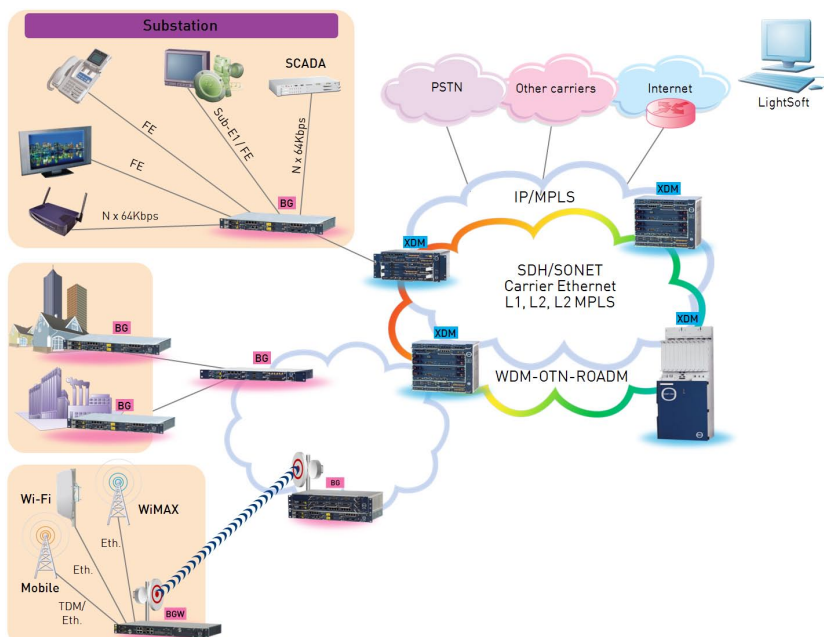 Substation
SCADA
FE
Sub-E1 / FE
N x 64Kbps
FE
N x 64Kbps
BG
PSTN
Other carriers
Internet
LightSoft
IP/MPLS
XDM
XDM
SDH/SONET
Carrier Ethernet
L1, L2, L2 MPLS
XDM
XDM
WDM-OTN-ROADM
BG
BG
BG
Wi-Fi
WiMAX
Eth.
Eth.
Mobile
TDM/
Eth.
BGW
BG